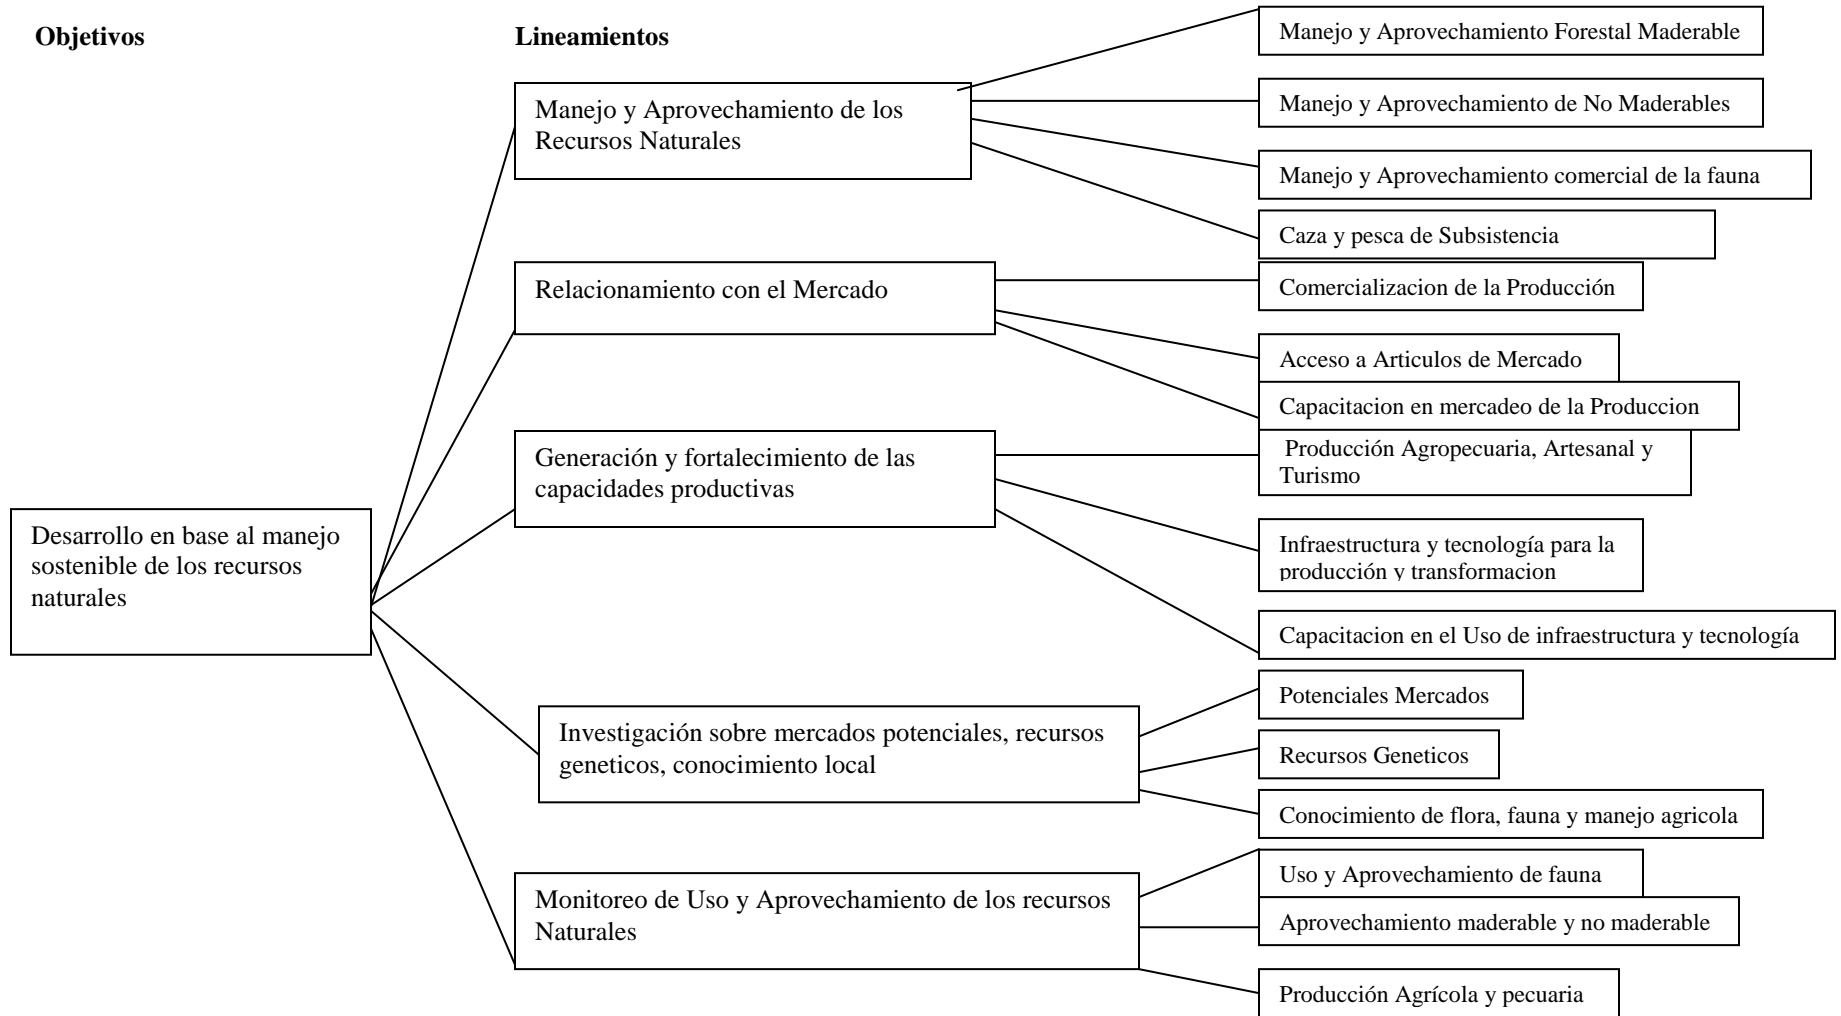 Objetivos
Lineamientos
Manejo y Aprovechamiento Forestal Maderable
Manejo y Aprovechamiento de los
Recursos Naturales
Manejo y Aprovechamiento de No Maderables
Manejo y Aprovechamiento comercial de la fauna
Caza y pesca de Subsistencia
Relacionamiento con el Mercado
Comercializacion de la Producción
Acceso a Articulos de Mercado
Capacitacion en mercadeo de la Produccion
Generación y fortalecimiento de las
capacidades productivas
Producción Agropecuaria, Artesanal y
Turismo
Desarrollo en base al manejo
sostenible de los recursos
naturales
Infraestructura y tecnología para la
producción y transformacion
Capacitacion en el Uso de infraestructura y tecnología
Investigación sobre mercados potenciales, recursos
geneticos, conocimiento local
Potenciales Mercados
Recursos Geneticos
Conocimiento de flora, fauna y manejo agricola
Monitoreo de Uso y Aprovechamiento de los recursos
Naturales
Uso y Aprovechamiento de fauna
Aprovechamiento maderable y no maderable
Producción Agrícola y pecuaria